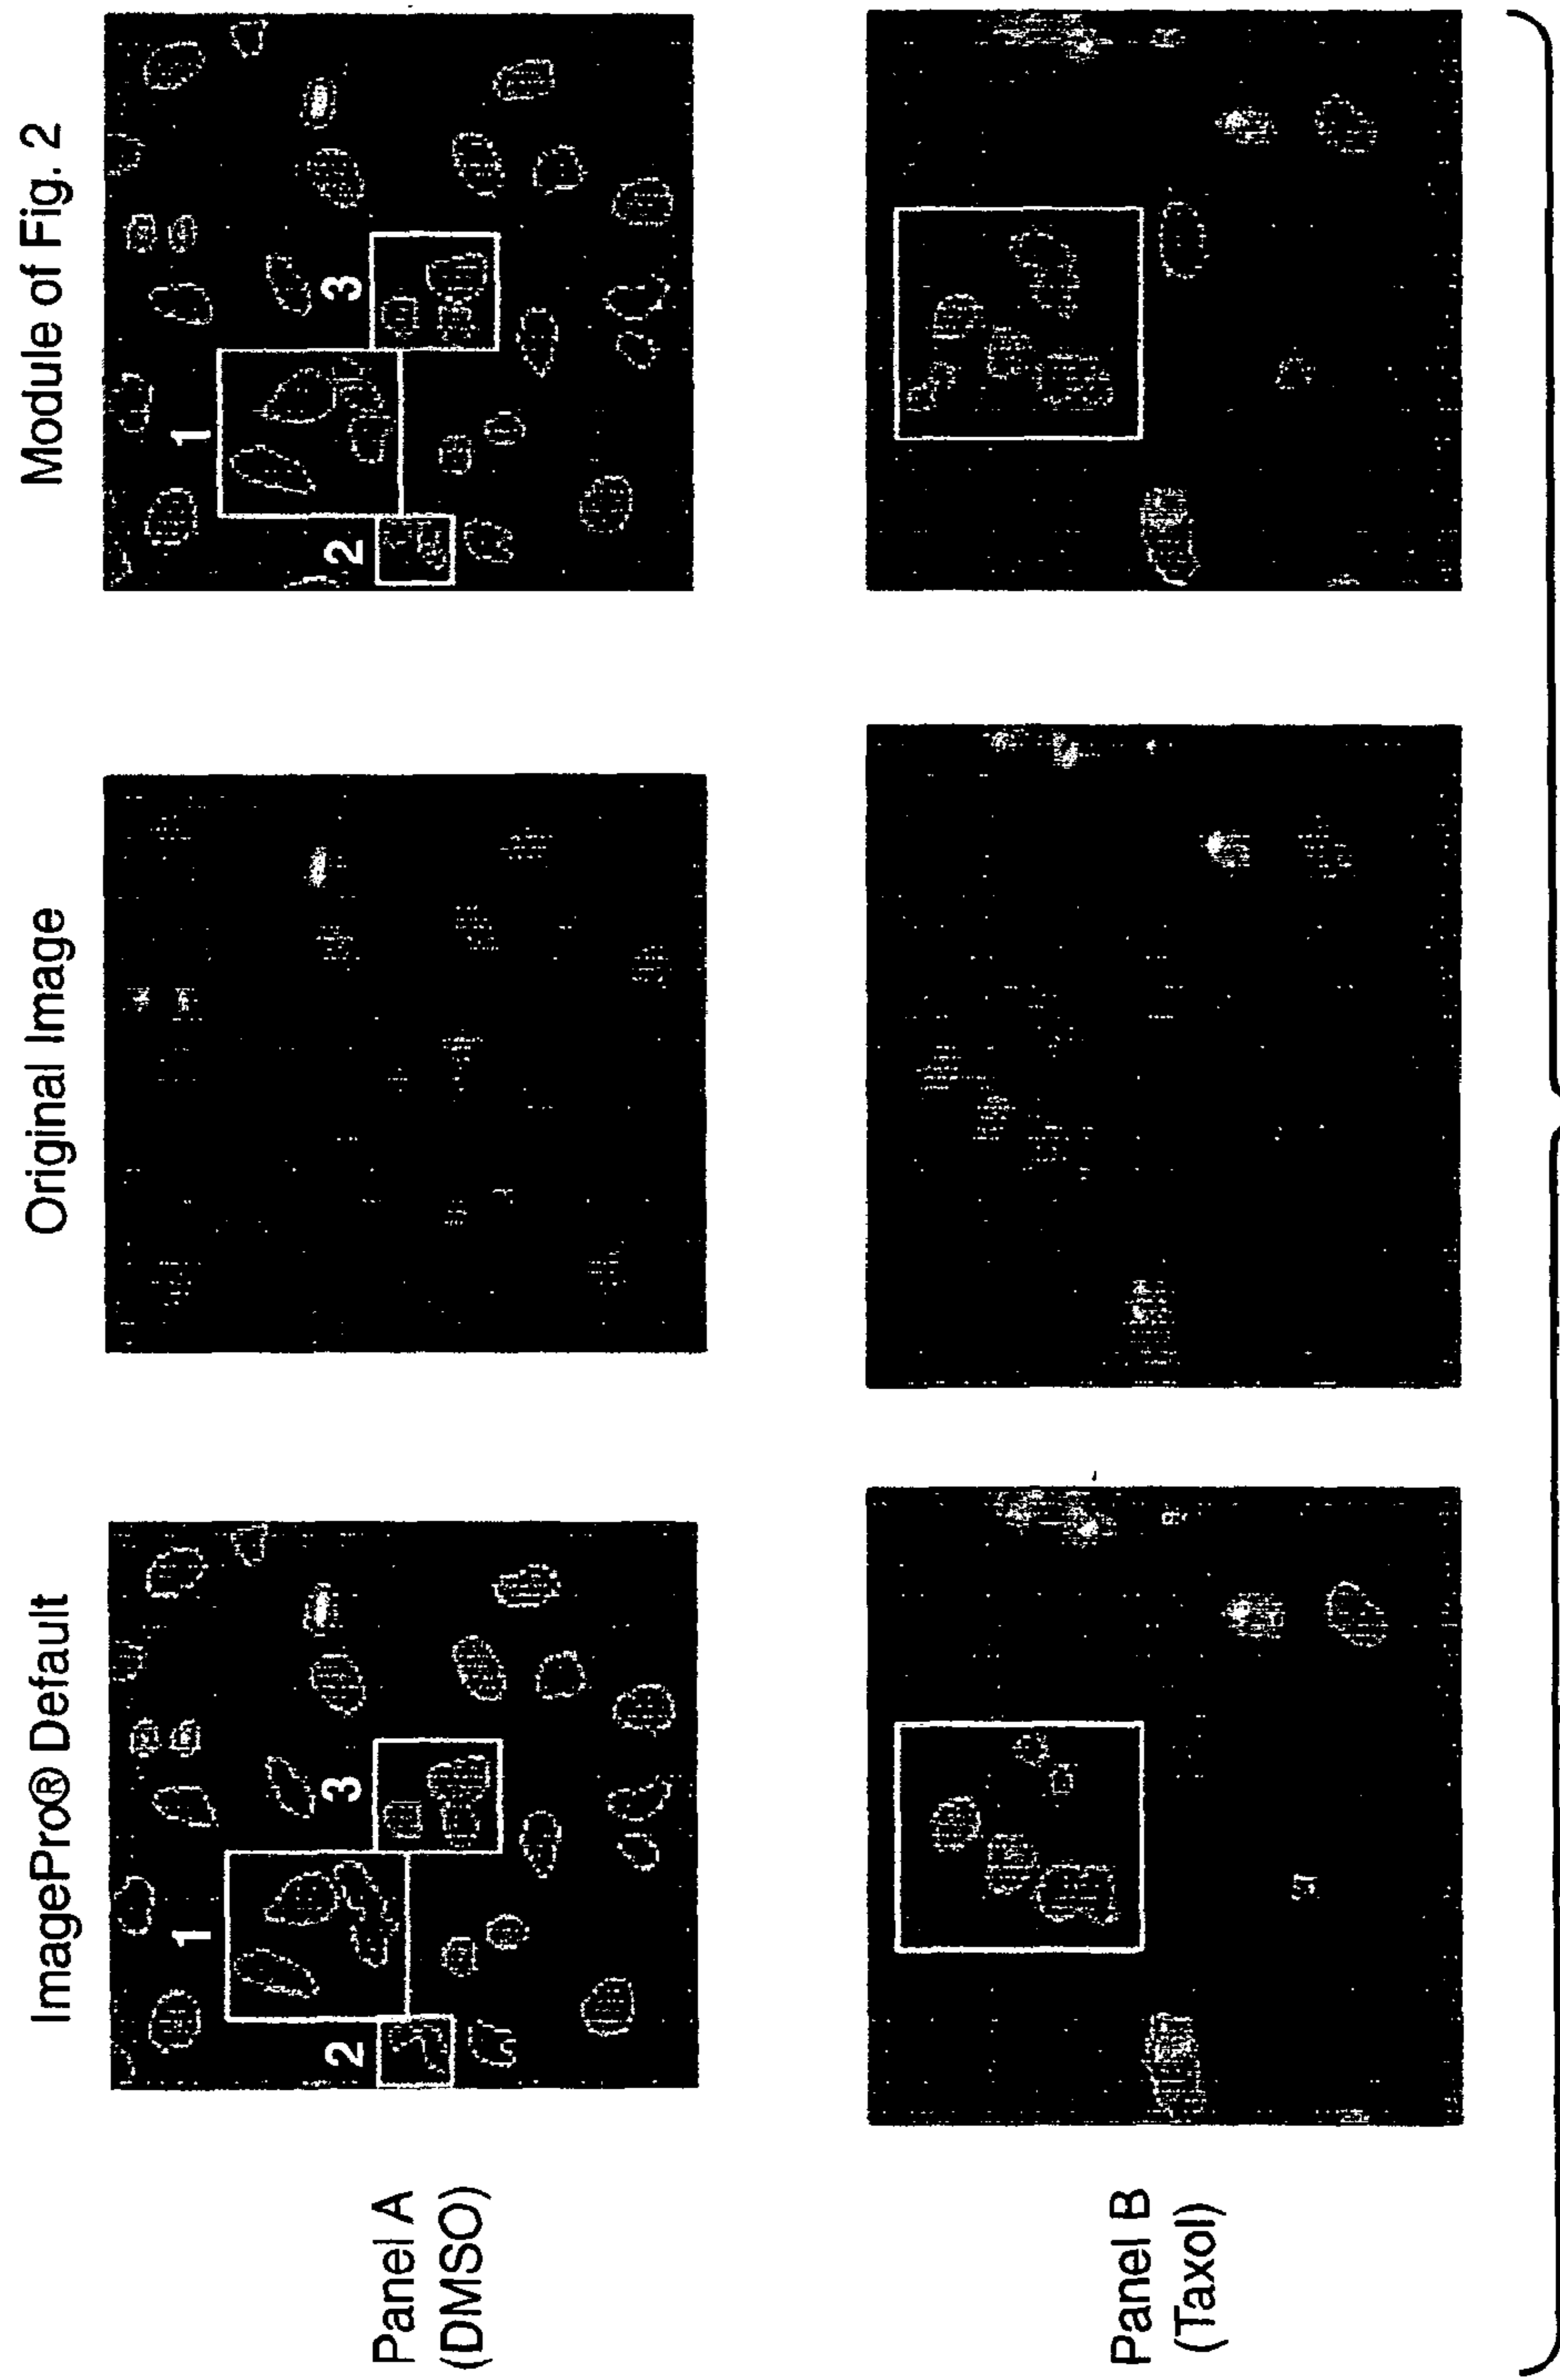 ImagePro® Default
Original Image
Module of Fig. 2
Panel A
(DMSO)
1
2
3
1
2
3
Panel B
(Taxol)